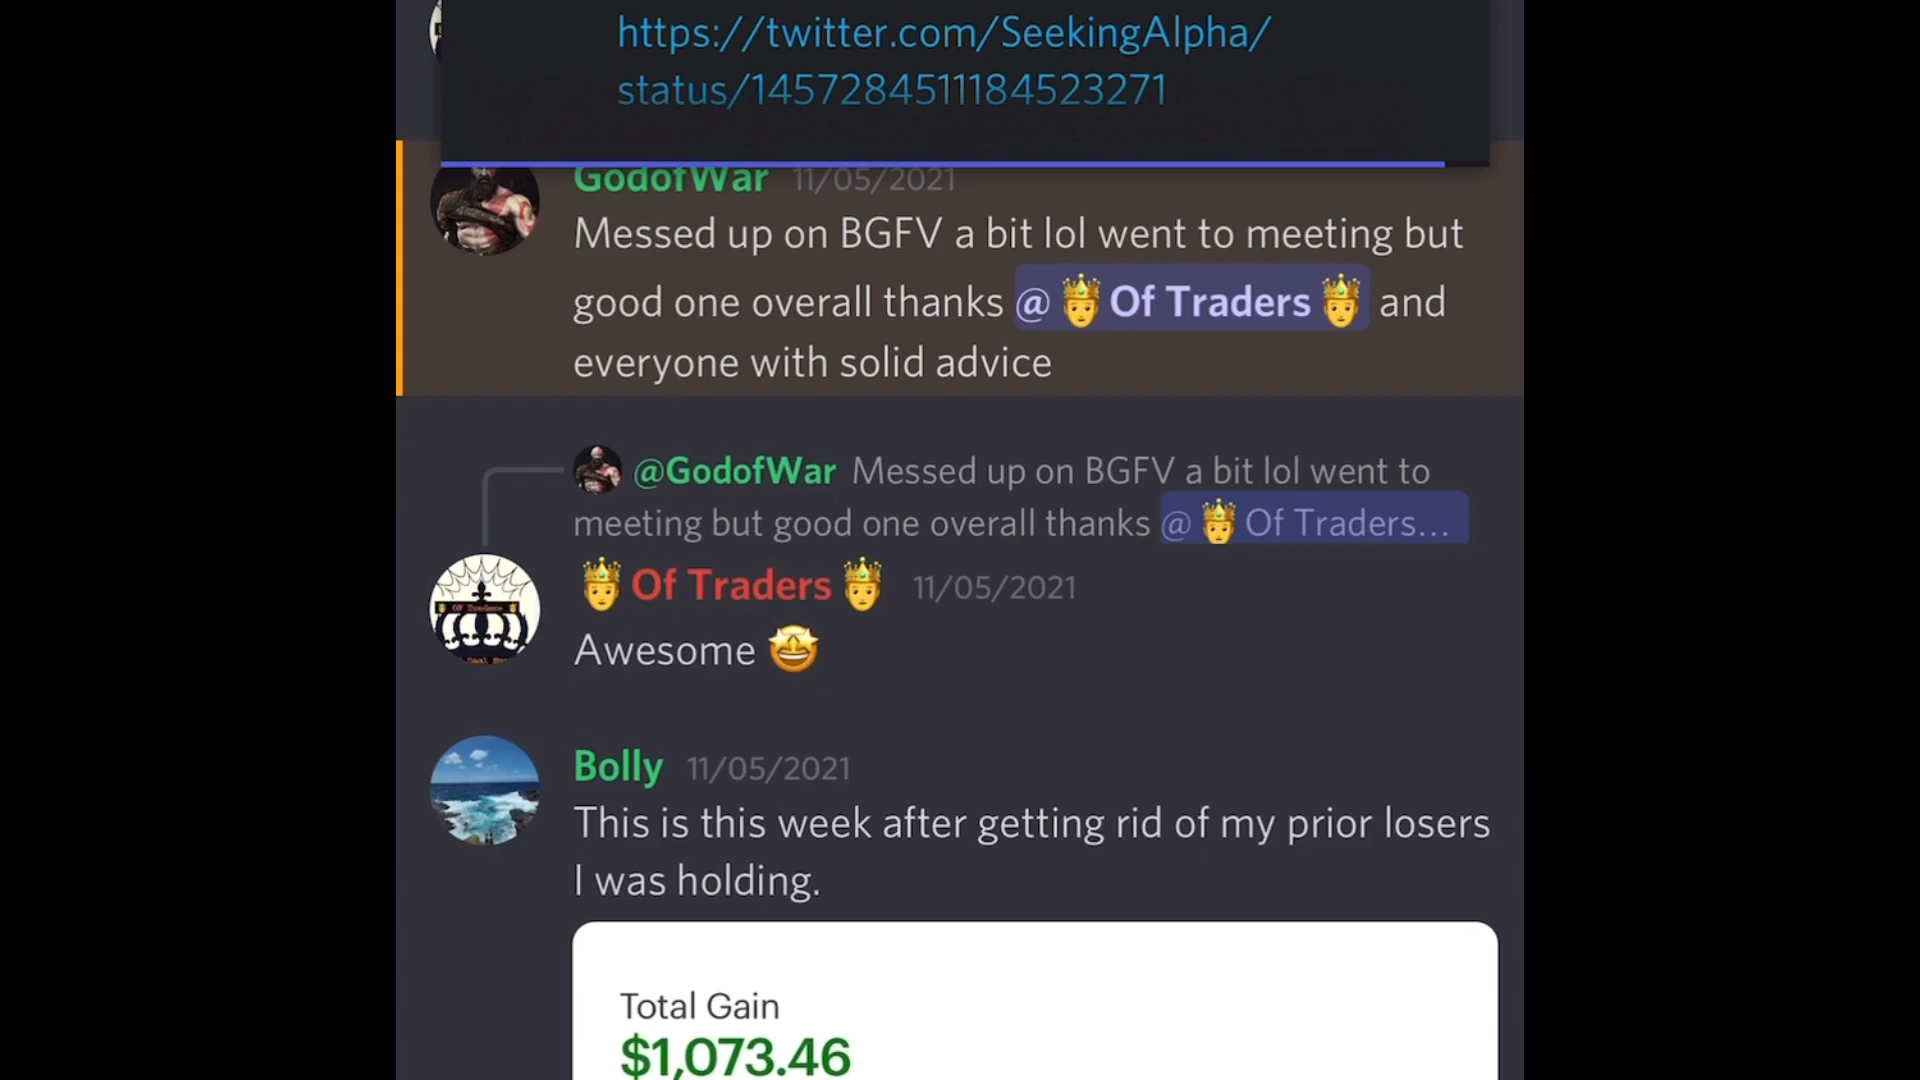 https://twitter.com/SeekingAlpha/
status/1457284511184523271
GodofWar 11/05/2021
Messed up on BGFV a bit lol went to meeting but
good one overall thanks @🤴 Of Traders🤴 and
everyone with solid advice
@GodofWar Messed up on BGFV a bit lol went to
meeting but good one overall thanks @🤴 Of Traders...
🤴 Of Traders🤴 11/05/2021
Awesome 🤩
Bolly 11/05/2021
This is this week after getting rid of my prior losers
I was holding.
Total Gain
$1,073.46